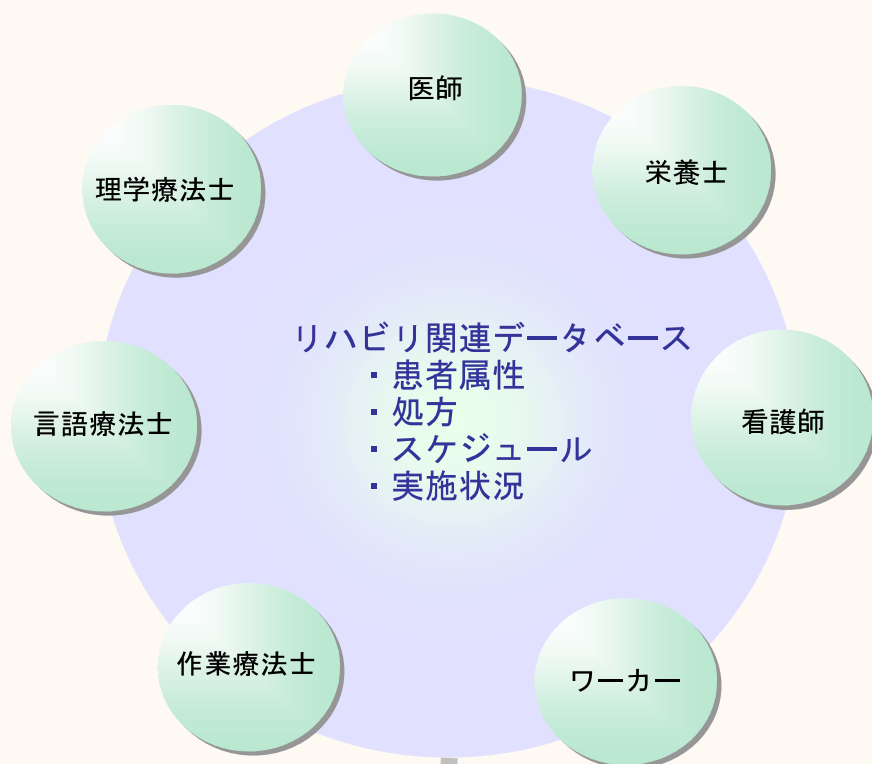 医師
栄養士
理学療法士
リハビリ関連データベース
・患者属性
・処方
・スケジュール
・実施状況
言語療法士
看護師
作業療法士
ワーカー